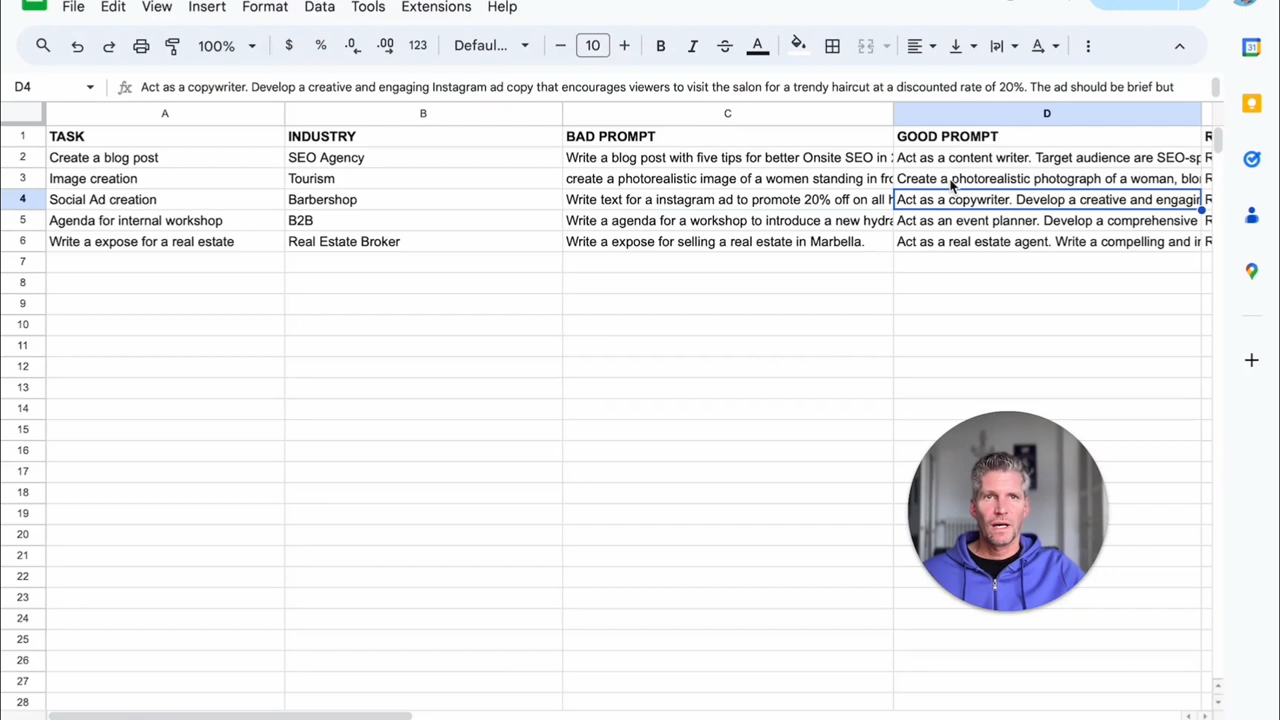 File Edit View Insert Format Data Tools Extensions Help
100% $ % .0 .00 123 Defaul... 10 B I A
D4 fx Act as a copywriter. Develop a creative and engaging Instagram ad copy that encourages viewers to visit the salon for a trendy haircut at a discounted rate of 20%. The ad should be brief but
31
A B C D
1 TASK INDUSTRY BAD PROMPT GOOD PROMPT R
2 Create a blog post SEO Agency Write a blog post with five tips for better Onsite SEO in Act as a content writer. Target audience are SEO-sp R
3 Image creation Tourism create a photorealistic image of a women standing in fro Create a photorealistic photograph of a woman, blo R
4 Social Ad creation Barbershop Write text for a instagram ad to promote 20% off on all h Act as a copywriter. Develop a creative and engagin R
5 Agenda for internal workshop B2B Write a agenda for a workshop to introduce a new hydra Act as an event planner. Develop a comprehensive R
6 Write a expose for a real estate Real Estate Broker Write a expose for selling a real estate in Marbella. Act as a real estate agent. Write a compelling and ir R
7
8
9
10
11
12
13
14
15
16
17
18
19
20
21
22
23
24
25
26
27
28